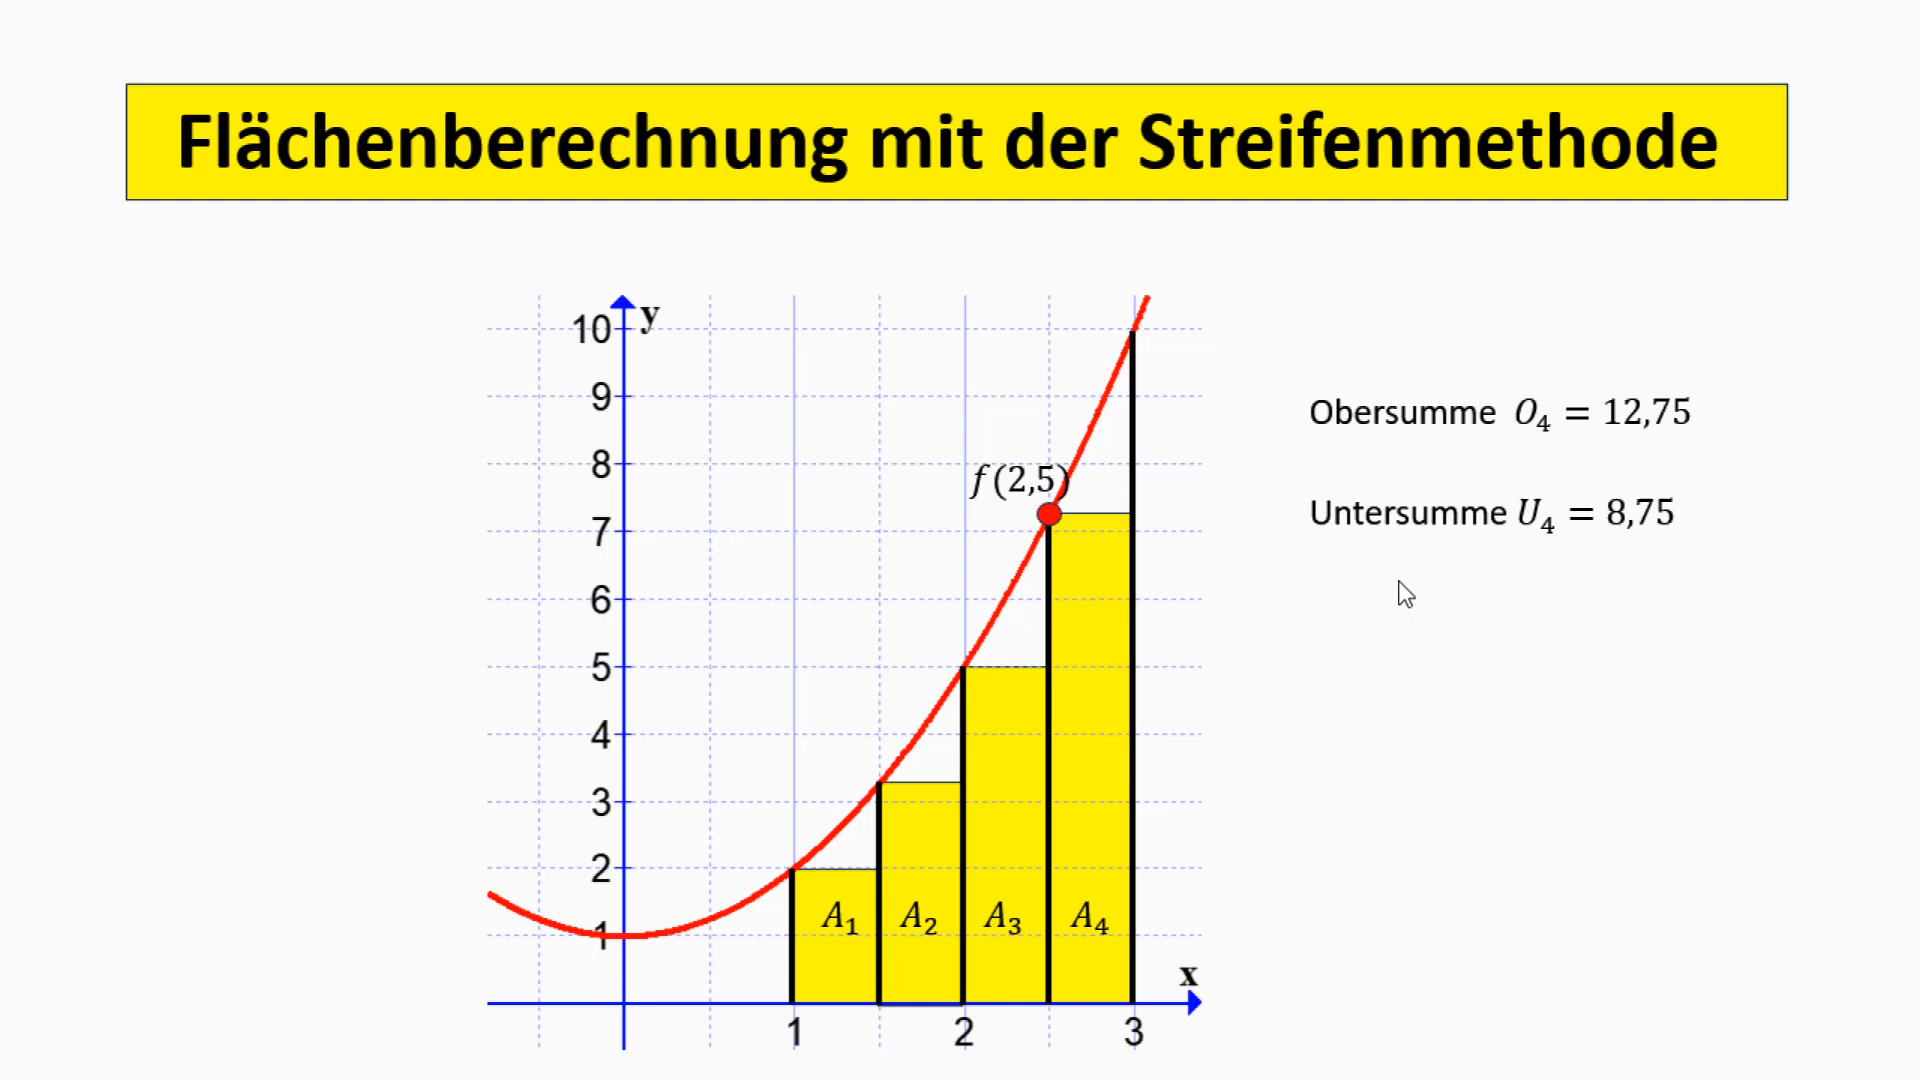 Flächenberechnung mit der Streifenmethode
y
10
9
8
7
6
5
4
3
2
1
f(2,5)
Obersumme O₄ = 12,75
Untersumme U₄ = 8,75
A₁ A₂ A₃ A₄
x
1 2 3